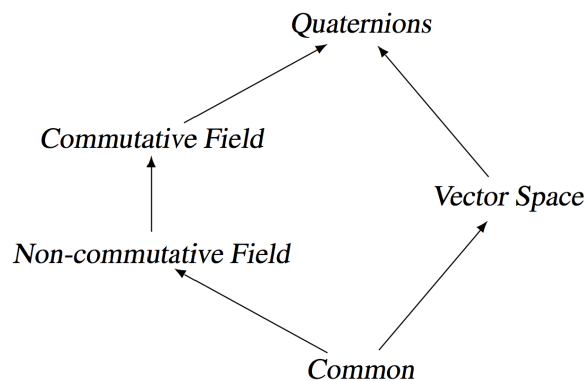 Quaternions
Commutative Field
Vector Space
Non-commutative Field
Common